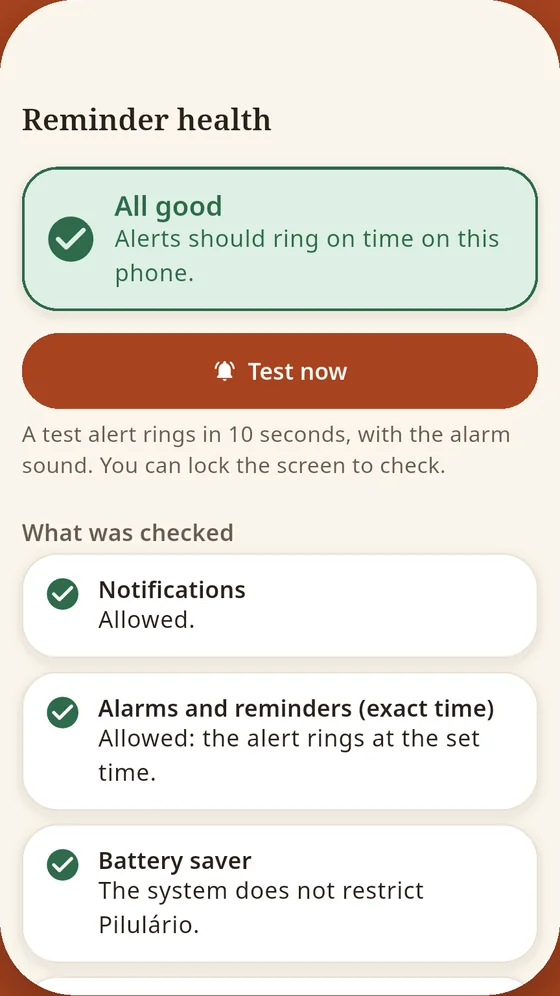 Reminder health
All good
Alerts should ring on time on this
phone.
Test now
A test alert rings in 10 seconds, with the alarm
sound. You can lock the screen to check.
What was checked
Notifications
Allowed.
Alarms and reminders (exact time)
Allowed: the alert rings at the set
time.
Battery saver
The system does not restrict
Pilulário.